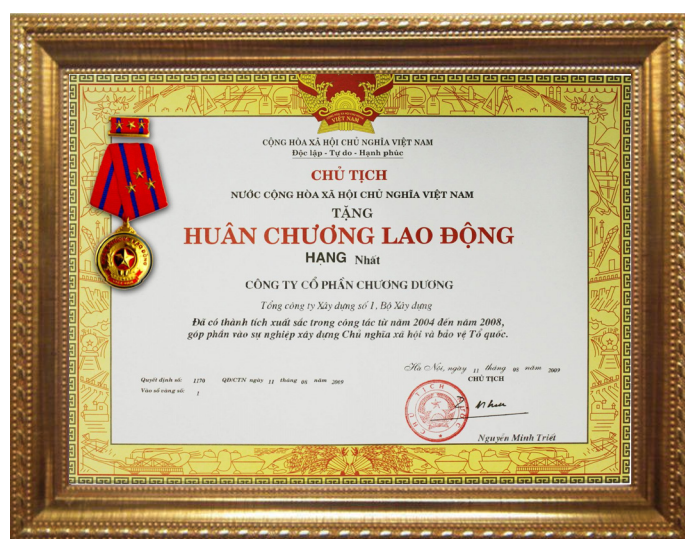 VIỆT NAM
CỘNG HÒA XÃ HỘI CHỦ NGHĨA VIỆT NAM
Độc lập - Tự do - Hạnh phúc
CHỦ TỊCH
NƯỚC CỘNG HÒA XÃ HỘI CHỦ NGHĨA VIỆT NAM
TẶNG
HUÂN CHƯƠNG LAO ĐỘNG
HẠNG Nhất
CÔNG TY CỔ PHẦN CHƯƠNG DƯƠNG
Tổng công ty Xây dựng số 1, Bộ Xây dựng
Đã có thành tích xuất sắc trong công tác từ năm 2004 đến năm 2008,
góp phần vào sự nghiệp xây dựng Chủ nghĩa xã hội và bảo vệ Tổ quốc.
Hà Nội, ngày 11 tháng 08 năm 2009
CHỦ TỊCH
Quyết định số: 1170 QĐ/CTN ngày 11 tháng 08 năm 2009
Vào sổ vàng số: 1
CHỦ TỊCH NƯỚC
Nguyễn Minh Triết